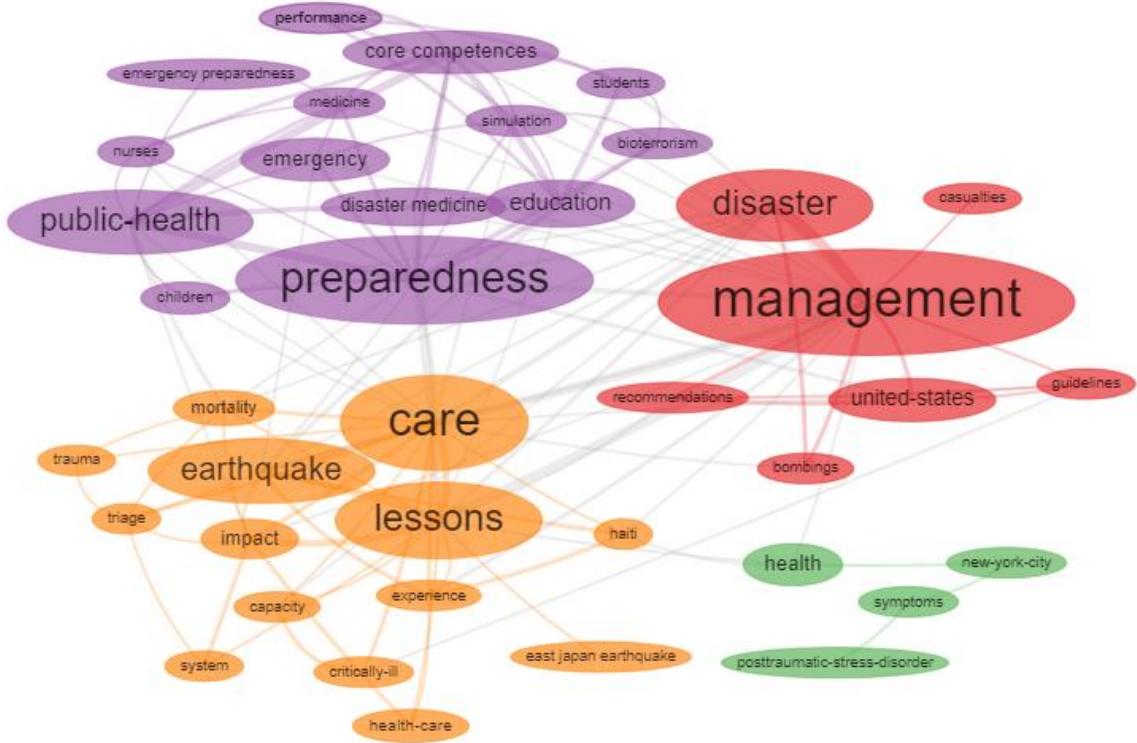 performance
core competences
emergency preparedness
students
medicine
simulation
bioterrorism
nurses
emergency
disaster medicine
education
public-health
preparedness
children
disaster
casualties
management
recommendations
united-states
guidelines
bombings
mortality
care
trauma
earthquake
triage
lessons
impact
haiti
capacity
experience
system
critically-ill
east japan earthquake
health-care
health
new-york-city
symptoms
posttraumatic-stress-disorder